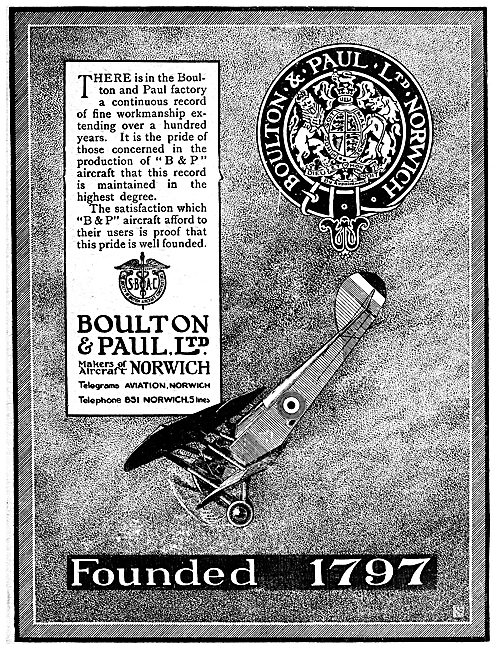 THERE is in the Boul-
ton and Paul factory
a continuous record
of fine workmanship ex-
tending over a hundred
years. It is the pride of
those concerned in the
production of "B & P"
aircraft that this record
is maintained in the
highest degree.
The satisfaction which
"B & P" aircraft afford to
their users is proof that
this pride is well founded.
S.B.A.C.
BOULTON
& PAUL, LTD.
Makers of
Aircraft NORWICH
Telegrams AVIATION, NORWICH
Telephone 851 NORWICH, 5 lines
BOULTON · & · PAUL · LTD · NORWICH
Founded 1797